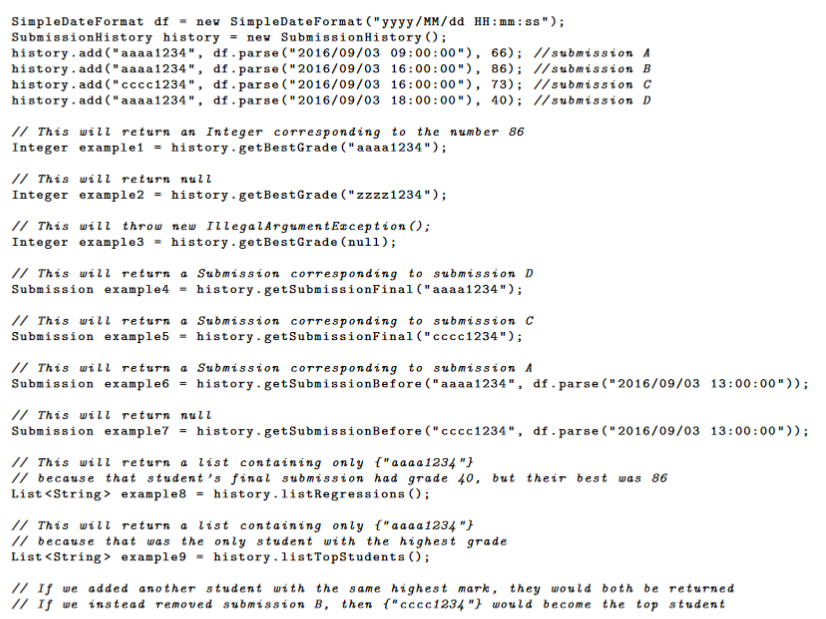 SimpleDateFormat df = new SimpleDateFormat("yyyy/MM/dd HH:mm:ss");
SubmissionHistory history = new SubmissionHistory();
history.add("aaaa1234", df.parse("2016/09/03 09:00:00"), 66); //submission A
history.add("aaaa1234", df.parse("2016/09/03 16:00:00"), 86); //submission B
history.add("cccc1234", df.parse("2016/09/03 16:00:00"), 73); //submission C
history.add("aaaa1234", df.parse("2016/09/03 18:00:00"), 40); //submission D
// This will return an Integer corresponding to the number 86
Integer example1 = history.getBestGrade("aaaa1234");
// This will return null
Integer example2 = history.getBestGrade("zzzz1234");
// This will throw new IllegalArgumentException();
Integer example3 = history.getBestGrade(null);
// This will return a Submission corresponding to submission D
Submission example4 = history.getSubmissionFinal("aaaa1234");
// This will return a Submission corresponding to submission C
Submission example5 = history.getSubmissionFinal("cccc1234");
// This will return a Submission corresponding to submission A
Submission example6 = history.getSubmissionBefore("aaaa1234", df.parse("2016/09/03 13:00:00"));
// This will return null
Submission example7 = history.getSubmissionBefore("cccc1234", df.parse("2016/09/03 13:00:00"));
// This will return a list containing only {"aaaa1234"}
// because that student's final submission had grade 40, but their best was 86
List<String> example8 = history.listRegressions();
// This will return a list containing only {"aaaa1234"}
// because that was the only student with the highest grade
List<String> example9 = history.listTopStudents();
// If we added another student with the same highest mark, they would both be returned
// If we instead removed submission B, then {"cccc1234"} would become the top student